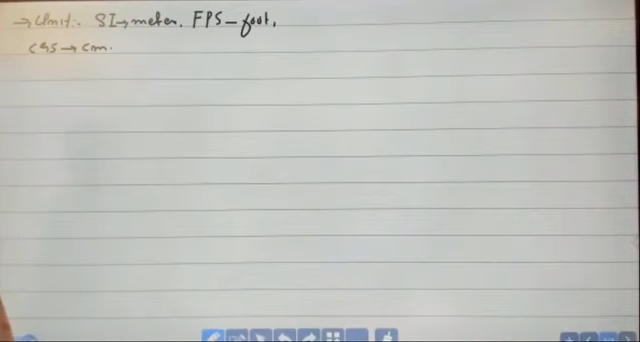 → Unit:- SI → meter. FPS – foot.
CGS → cm.